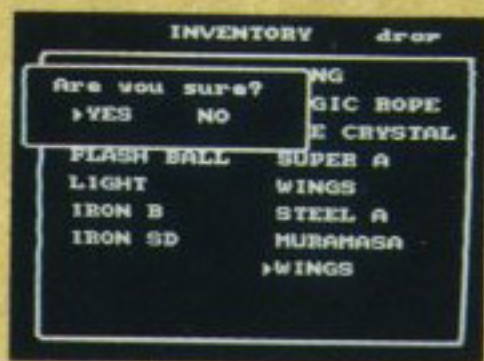 INVENTORY drop
Are you sure?
▸YES NO
NG
GIC ROPE
E CRYSTAL
FLASH BALL SUPER A
LIGHT WINGS
IRON B STEEL A
IRON SD MURAMASA
▸WINGS